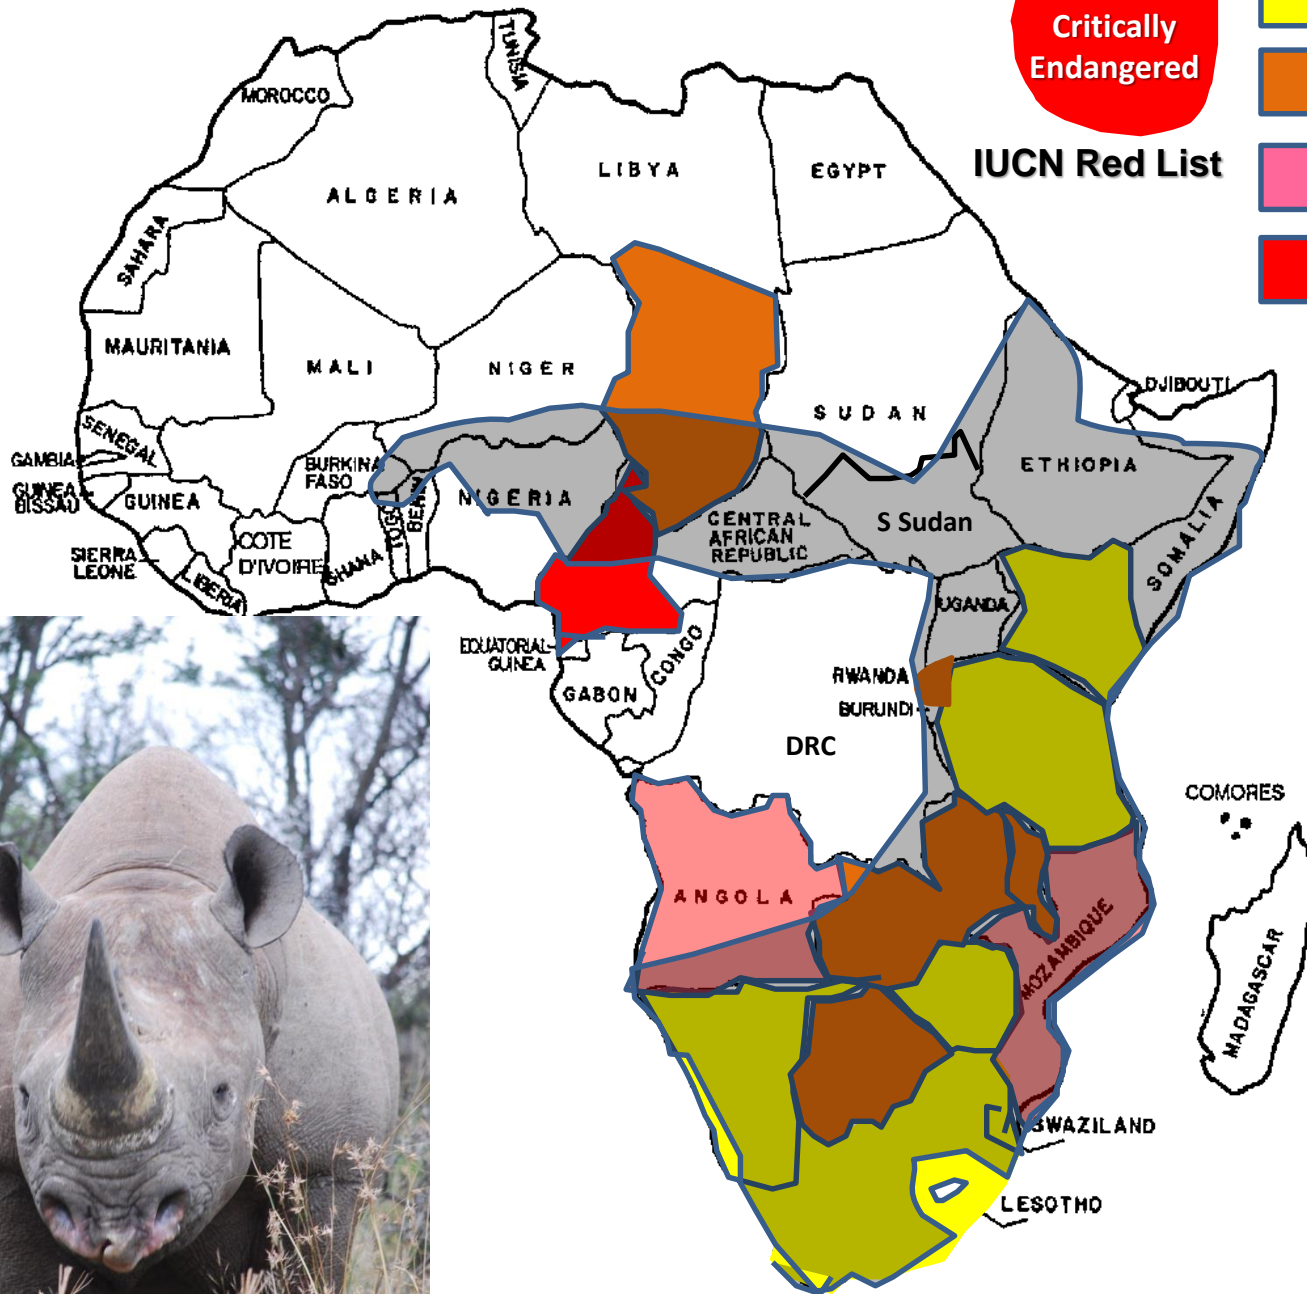 Critically
Endangered
IUCN Red List
TUNISIA
MOROCCO
ALGERIA
LIBYA
EGYPT
SAHARA
MAURITANIA
MALI
NIGER
SUDAN
DJIBOUTI
SENEGAL
GAMBIA
GUINEA
BISSAU
GUINEA
BURKINA
FASO
BENIN
NIGERIA
ETHIOPIA
SIERRA
LEONE
LIBERIA
COTE
D'IVOIRE
GHANA
TOGO
CENTRAL
AFRICAN
REPUBLIC
S Sudan
SOMALIA
UGANDA
EQUATORIAL
GUINEA
GABON
CONGO
RWANDA
BURUNDI
DRC
COMORES
ANGOLA
MOZAMBIQUE
MADAGASCAR
SWAZILAND
LESOTHO